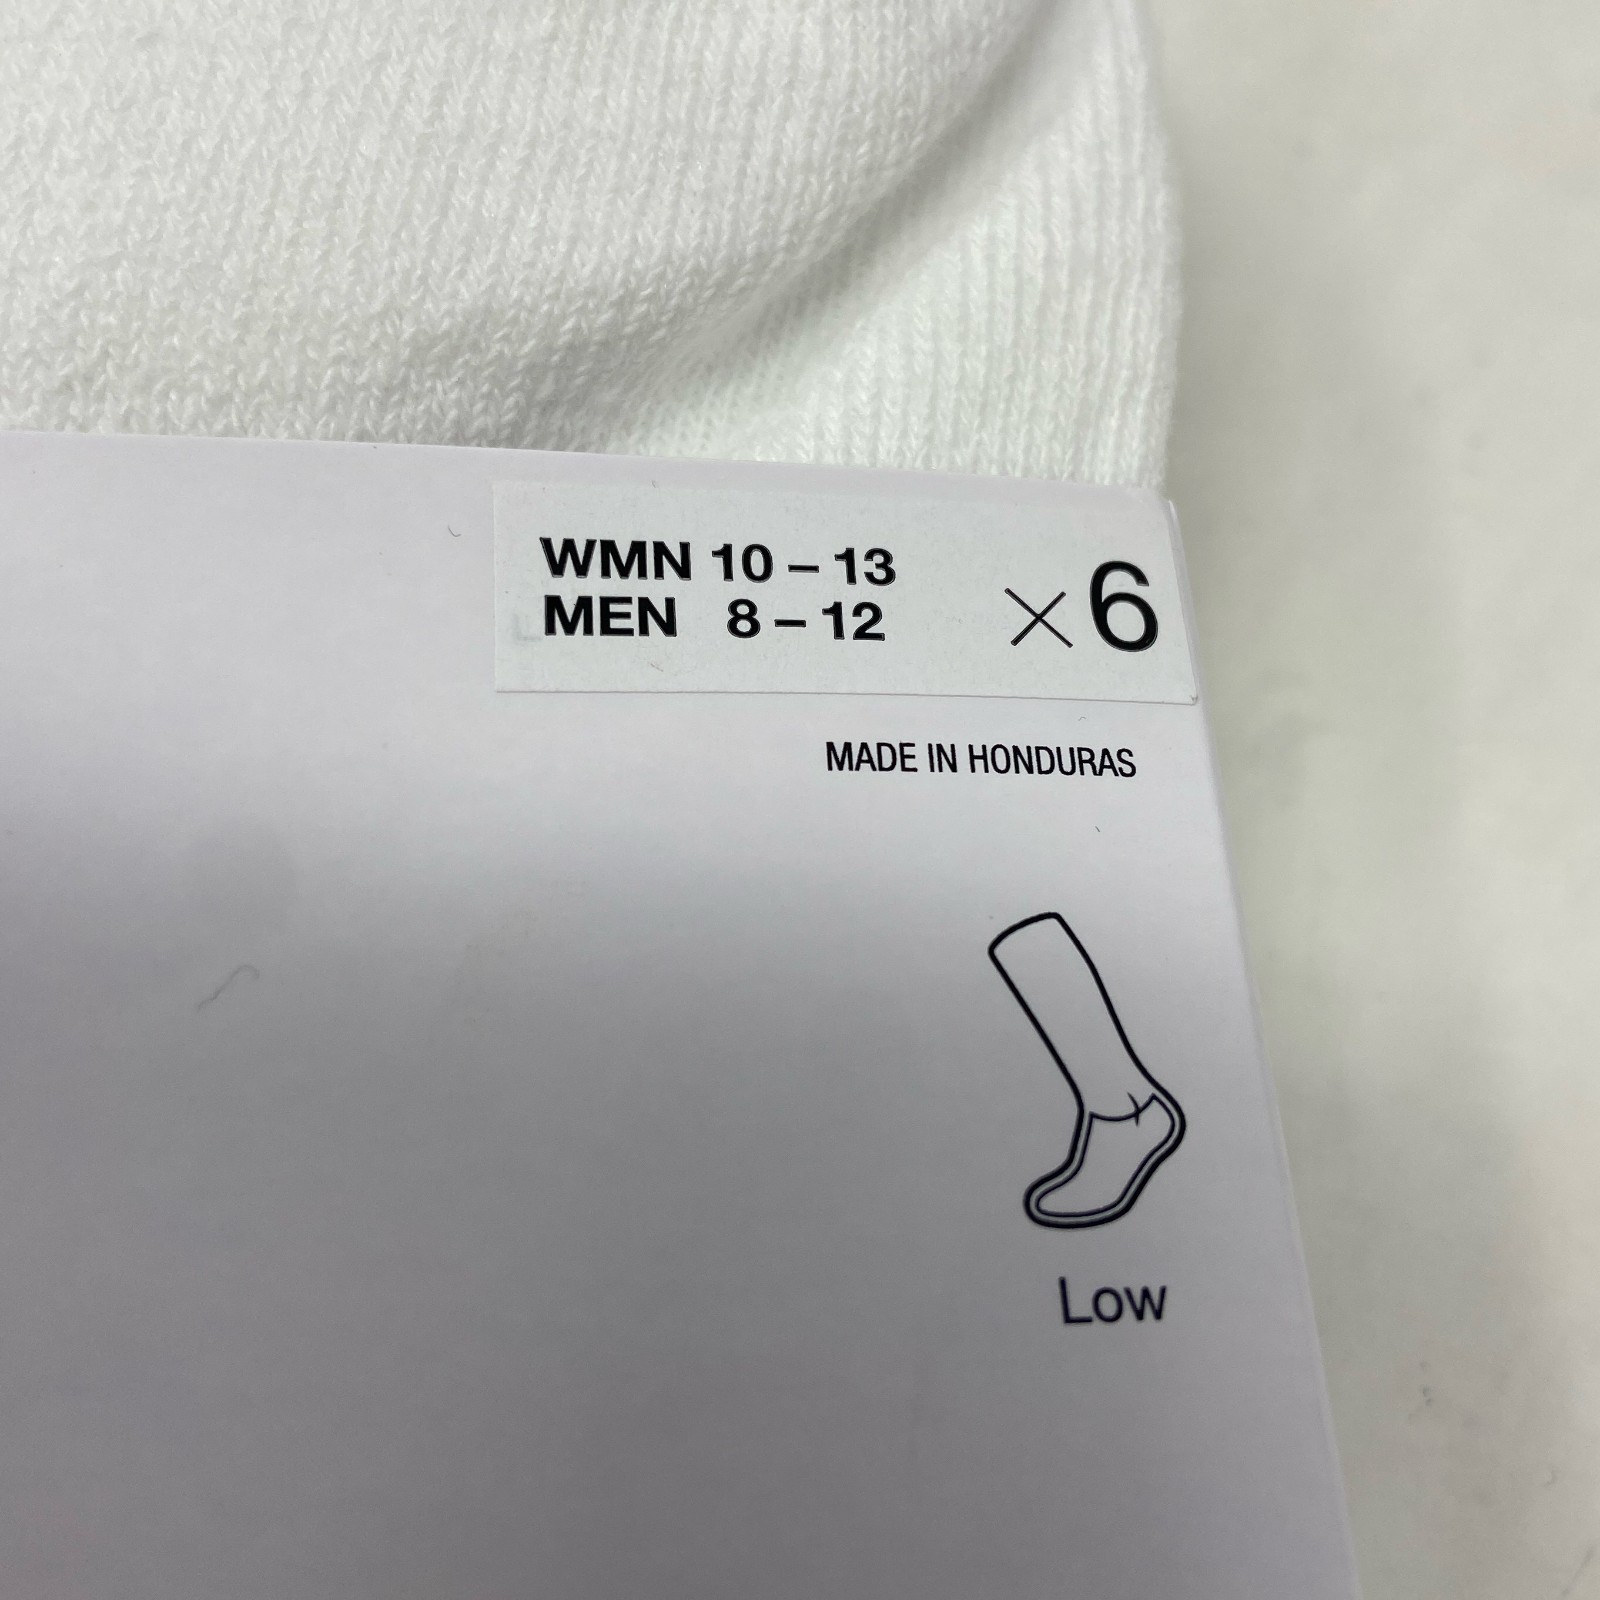 WMN 10 – 13
MEN 8 – 12
×6
MADE IN HONDURAS
Low